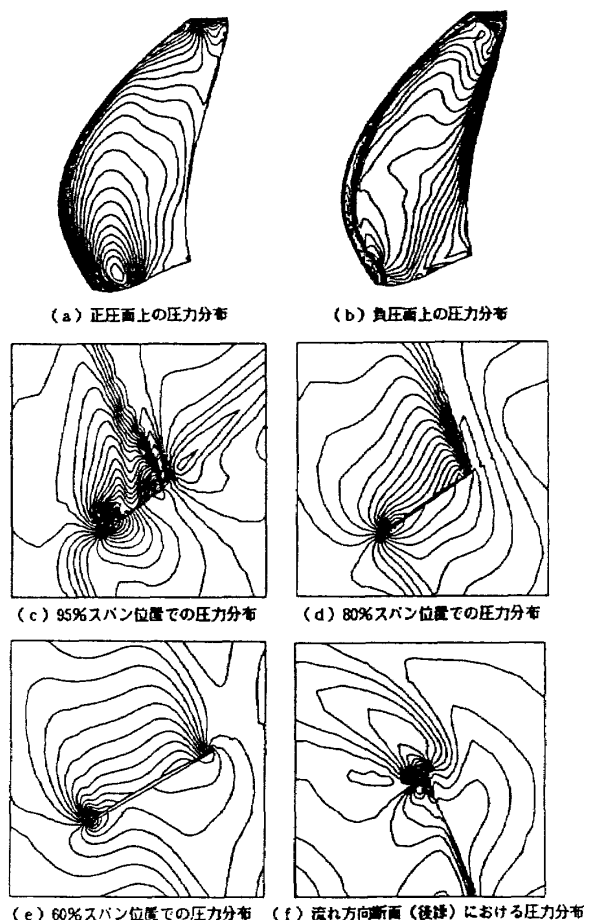 (a) 正圧面上の圧力分布
(b) 負圧面上の圧力分布
(c) 95%スパン位置での圧力分布
(d) 80%スパン位置での圧力分布
(e) 60%スパン位置での圧力分布
(f) 流れ方向断面(後縁)における圧力分布